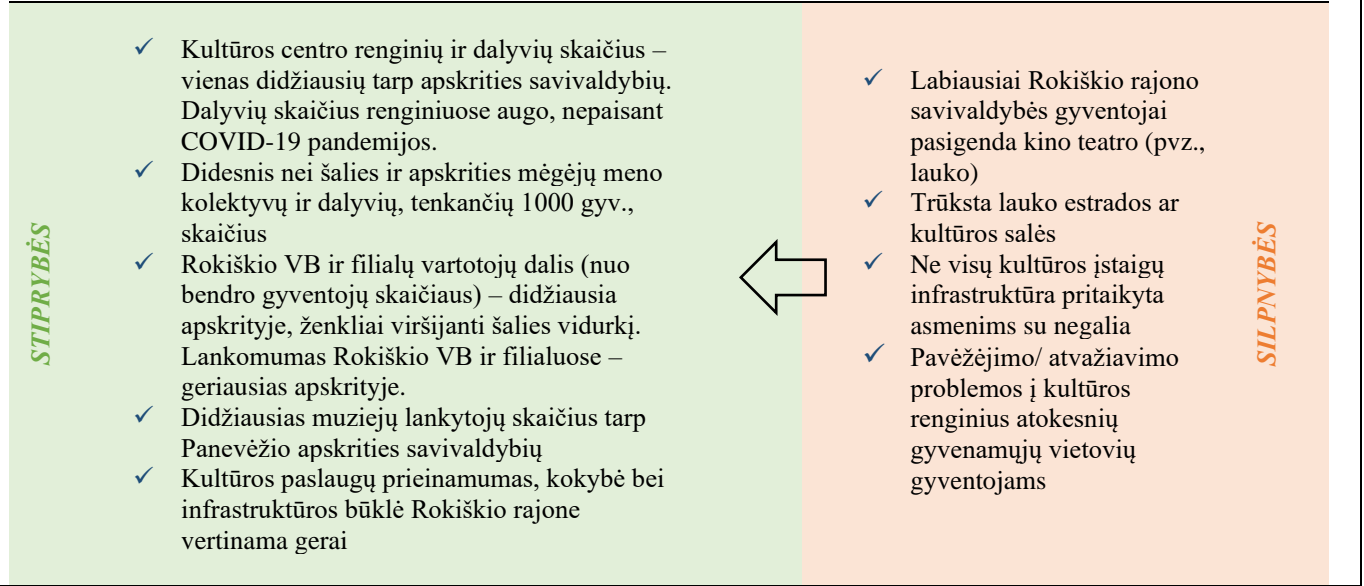 STIPRYBĖS
✓ Kultūros centro renginių ir dalyvių skaičius –
vienas didžiausių tarp apskrities savivaldybių.
Dalyvių skaičius renginiuose augo, nepaisant
COVID-19 pandemijos.
✓ Didesnis nei šalies ir apskrities mėgėjų meno
kolektyvų ir dalyvių, tenkančių 1000 gyv.,
skaičius
✓ Rokiškio VB ir filialų vartotojų dalis (nuo
bendro gyventojų skaičiaus) – didžiausia
apskrityje, ženkliai viršijanti šalies vidurkį.
Lankomumas Rokiškio VB ir filialuose –
geriausias apskrityje.
✓ Didžiausias muziejų lankytojų skaičius tarp
Panevėžio apskrities savivaldybių
✓ Kultūros paslaugų prieinamumas, kokybė bei
infrastruktūros būklė Rokiškio rajone
vertinama gerai
✓ Labiausiai Rokiškio rajono
savivaldybės gyventojai
pasigenda kino teatro (pvz.,
lauko)
✓ Trūksta lauko estrados ar
kultūros salės
✓ Ne visų kultūros įstaigų
infrastruktūra pritaikyta
asmenims su negalia
✓ Pavėžėjimo/ atvažiavimo
problemos į kultūros
renginius atokesnių
gyvenamųjų vietovių
gyventojams
SILPNYBĖS